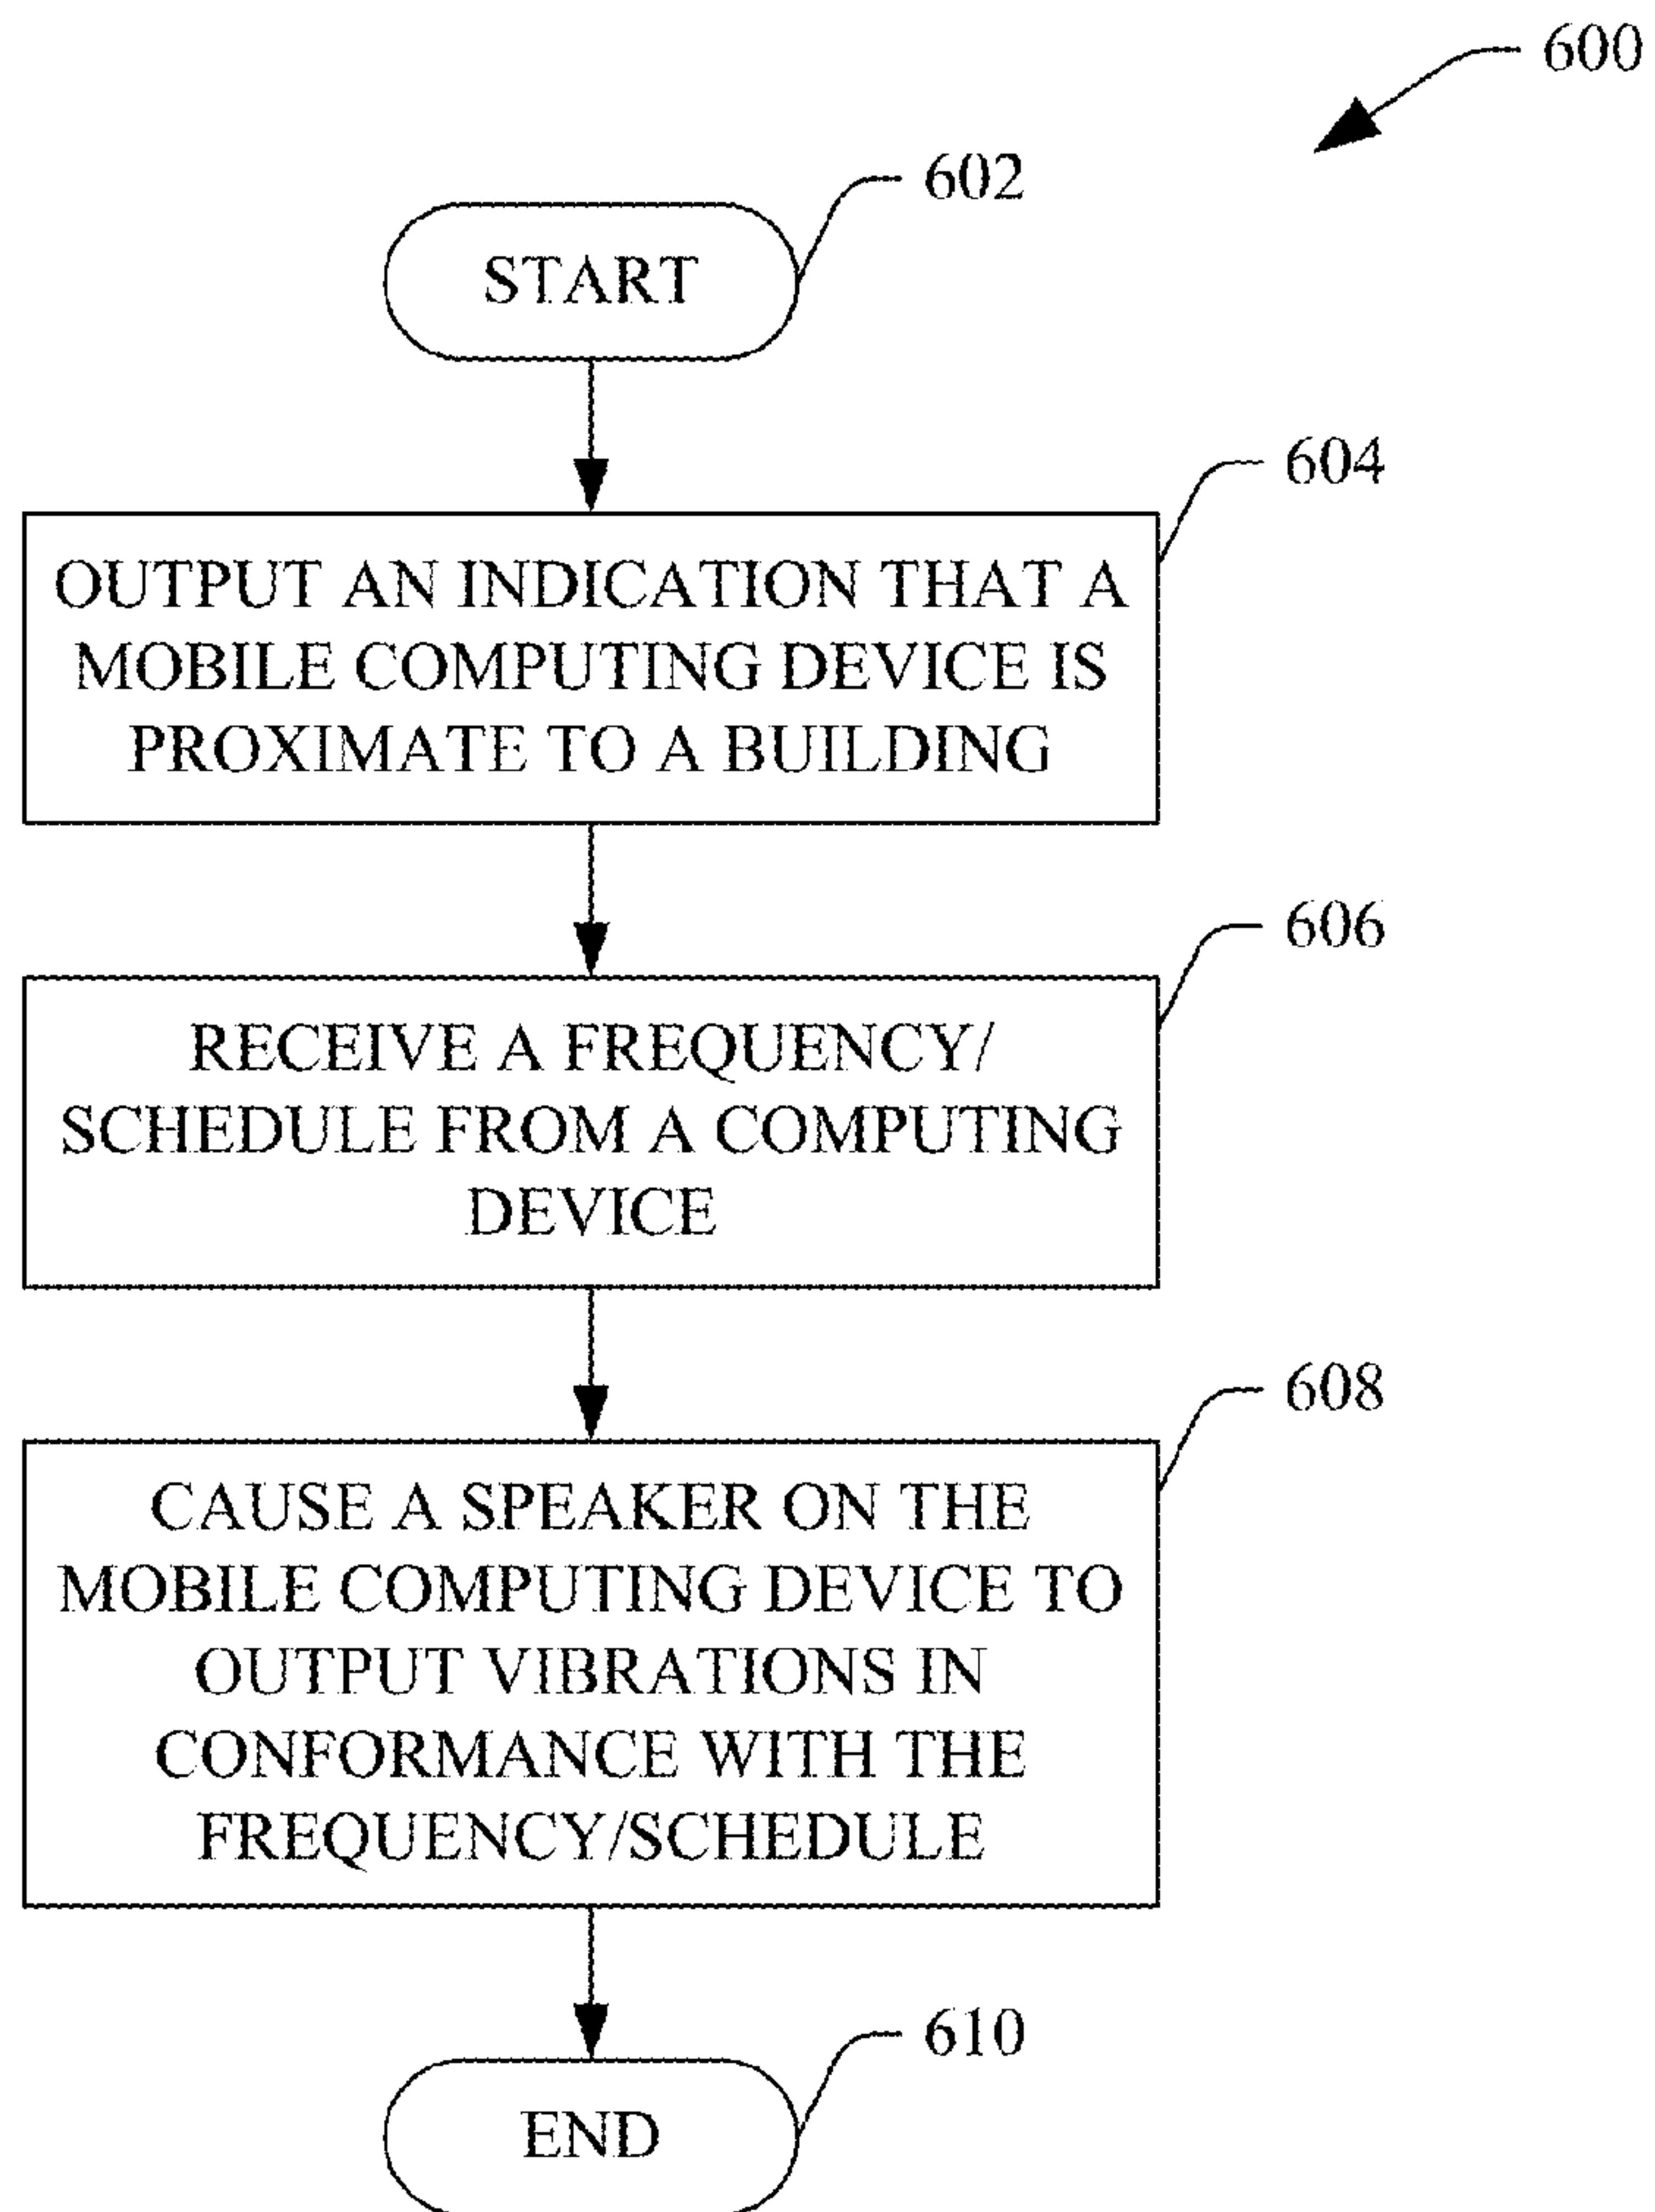 600
602
START
604
OUTPUT AN INDICATION THAT A
MOBILE COMPUTING DEVICE IS
PROXIMATE TO A BUILDING
606
RECEIVE A FREQUENCY/
SCHEDULE FROM A COMPUTING
DEVICE
608
CAUSE A SPEAKER ON THE
MOBILE COMPUTING DEVICE TO
OUTPUT VIBRATIONS IN
CONFORMANCE WITH THE
FREQUENCY/SCHEDULE
610
END